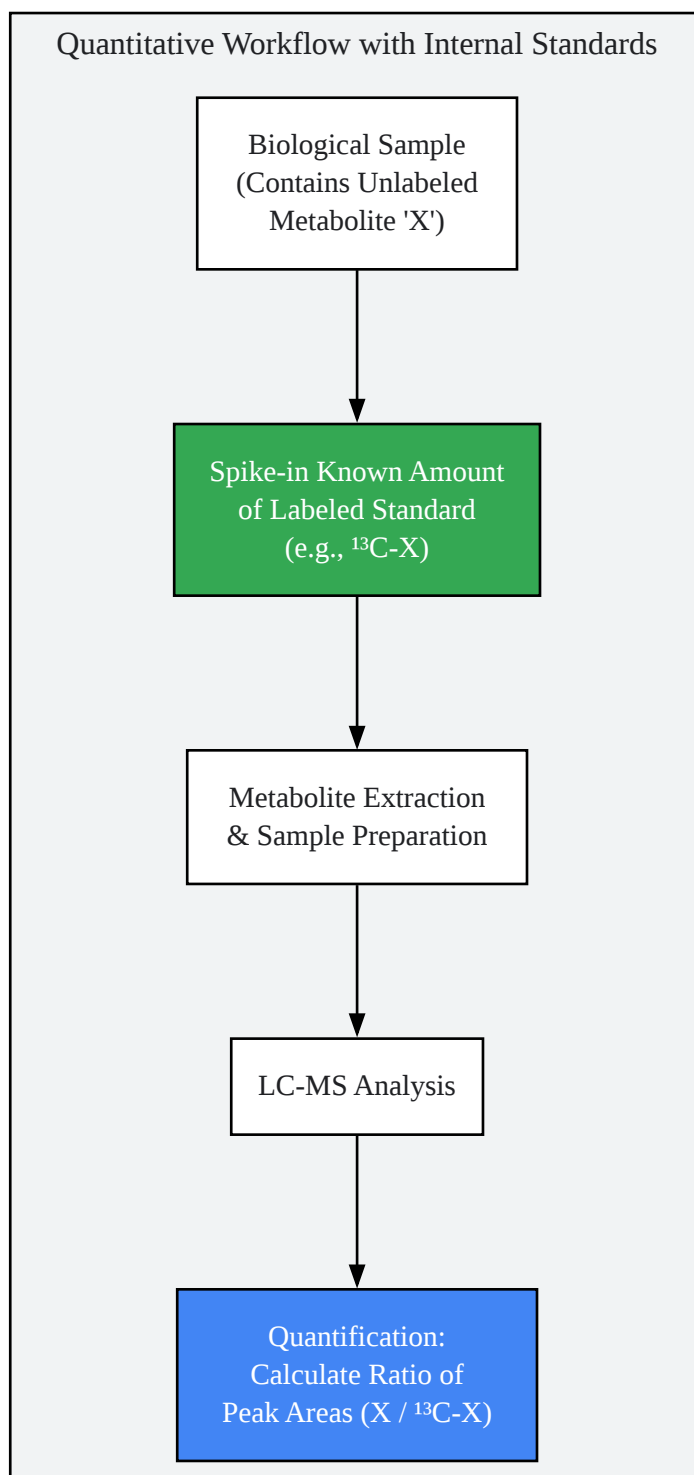 Quantitative Workflow with Internal Standards
Biological Sample
(Contains Unlabeled
Metabolite 'X')
Spike-in Known Amount
of Labeled Standard
(e.g., ¹³C-X)
Metabolite Extraction
& Sample Preparation
LC-MS Analysis
Quantification:
Calculate Ratio of
Peak Areas (X / ¹³C-X)